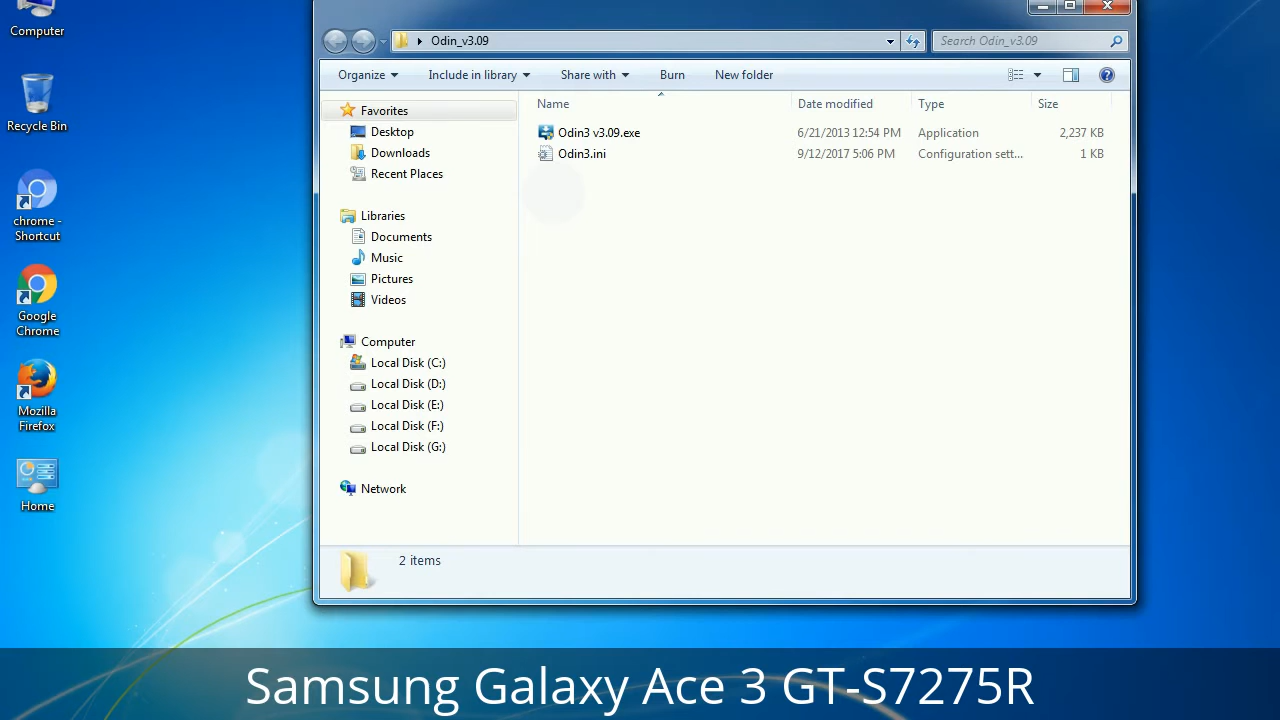 Computer
Recycle Bin
chrome -
Shortcut
Google
Chrome
Mozilla
Firefox
Home
Odin_v3.09
Search Odin_v3.09
Organize
Include in library
Share with
Burn
New folder
Favorites
Desktop
Downloads
Recent Places
Libraries
Documents
Music
Pictures
Videos
Computer
Local Disk (C:)
Local Disk (D:)
Local Disk (E:)
Local Disk (F:)
Local Disk (G:)
Network
Name Date modified Type Size
Odin3 v3.09.exe 6/21/2013 12:54 PM Application 2,237 KB
Odin3.ini 9/12/2017 5:06 PM Configuration sett... 1 KB
2 items
Samsung Galaxy Ace 3 GT-S7275R